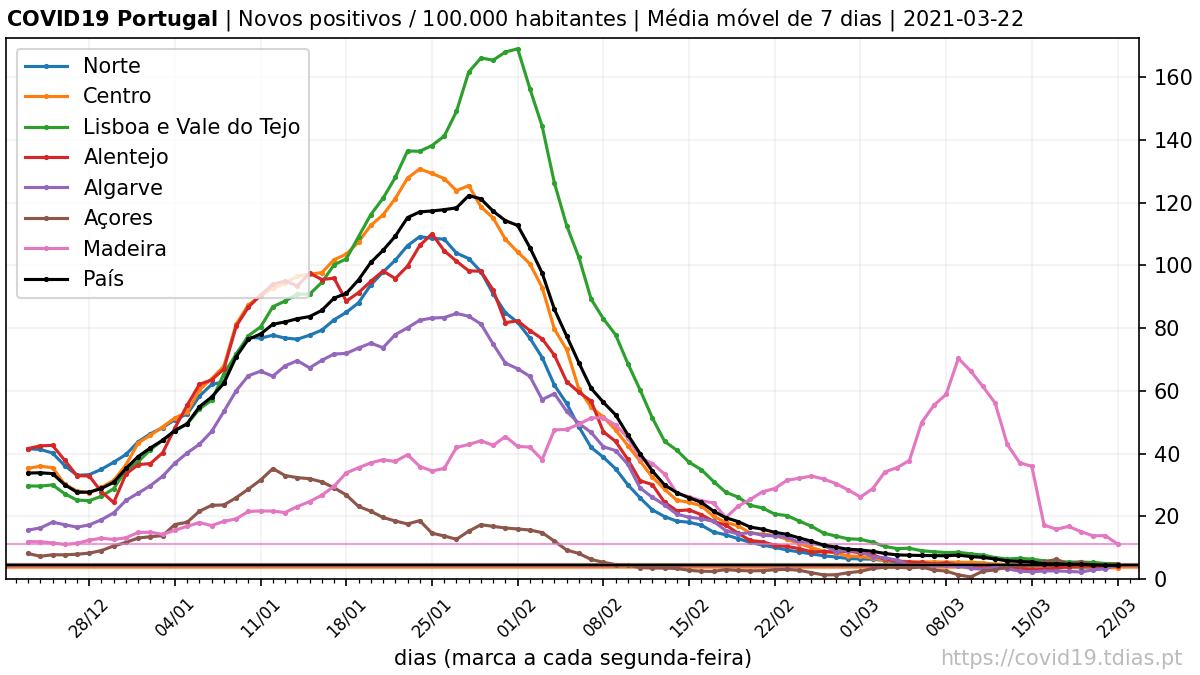 COVID19 Portugal | Novos positivos / 100.000 habitantes | Média móvel de 7 dias | 2021-03-22
Norte
Centro
Lisboa e Vale do Tejo
Alentejo
Algarve
Açores
Madeira
País
160
140
120
100
80
60
40
20
0
28/12
04/01
11/01
18/01
25/01
01/02
08/02
15/02
22/02
01/03
08/03
15/03
22/03
dias (marca a cada segunda-feira)
https://covid19.tdias.pt